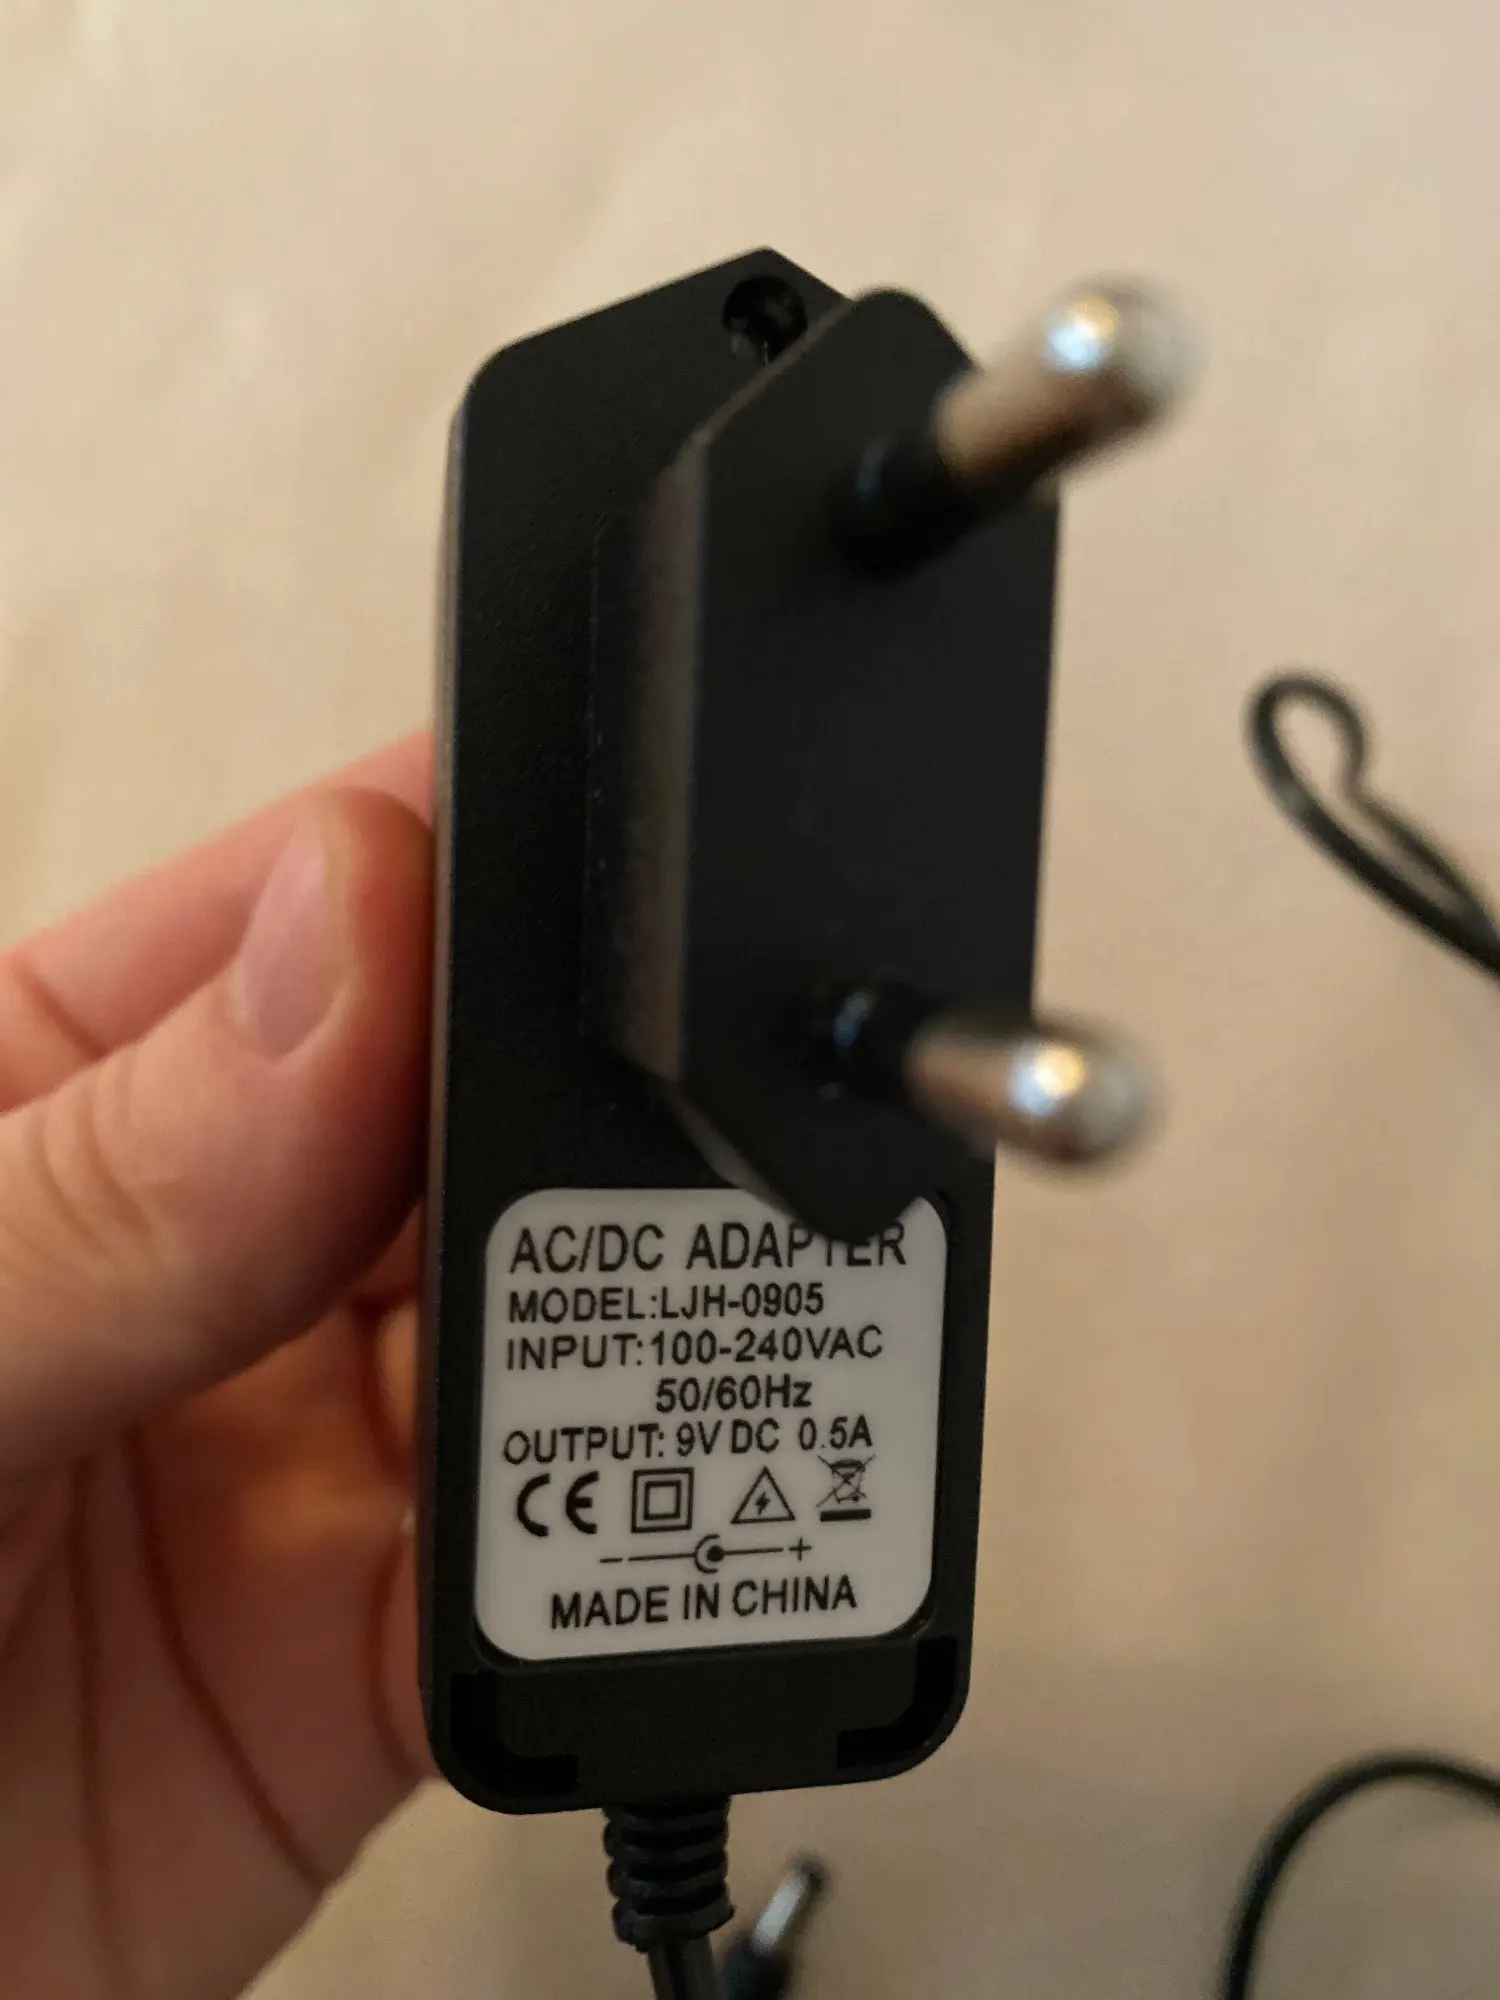 AC/DC ADAPTER
MODEL:LJH-0905
INPUT:100-240VAC
50/60Hz
OUTPUT: 9V DC 0.5A
CE
- +
MADE IN CHINA